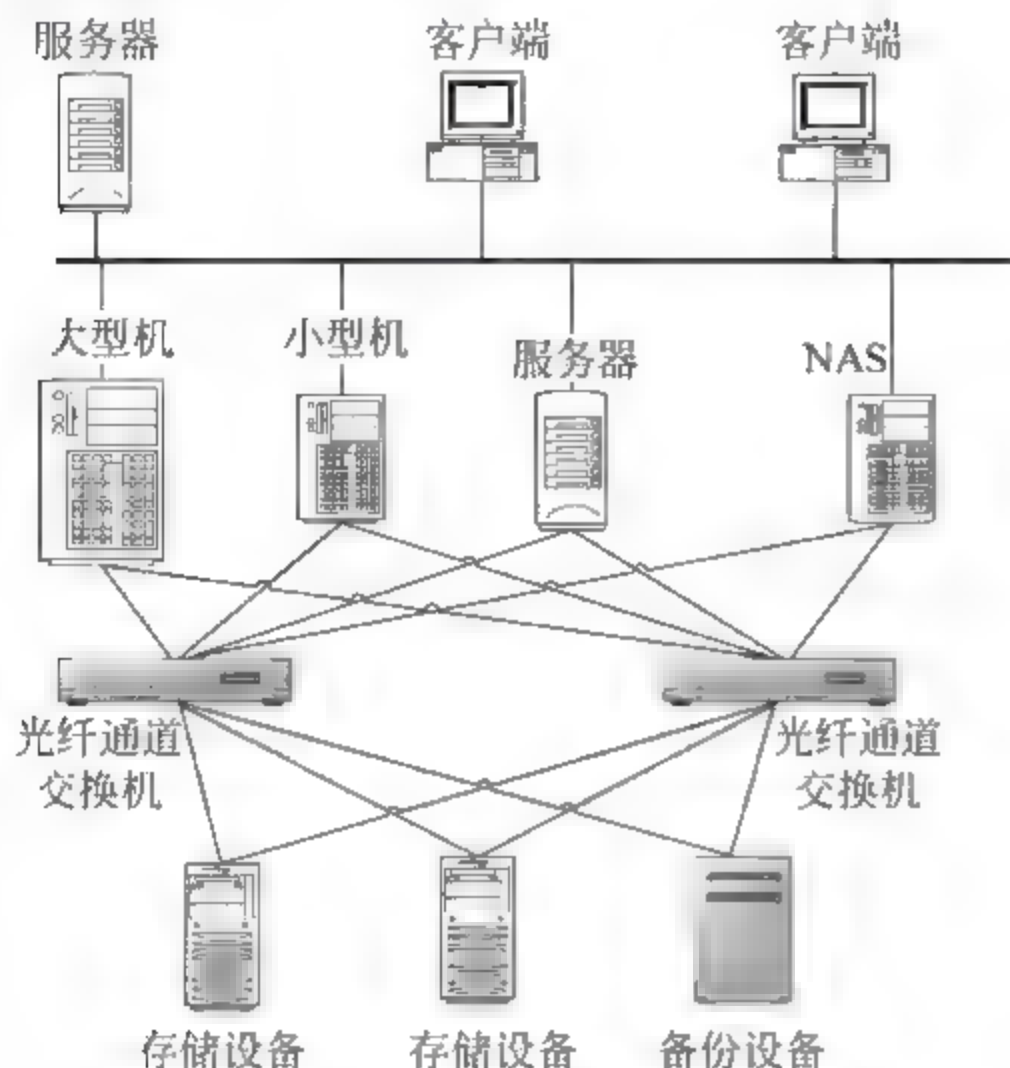 服务器
客户端
客户端
大型机
小型机
服务器
NAS
光纤通道
交换机
光纤通道
交换机
存储设备
存储设备
备份设备